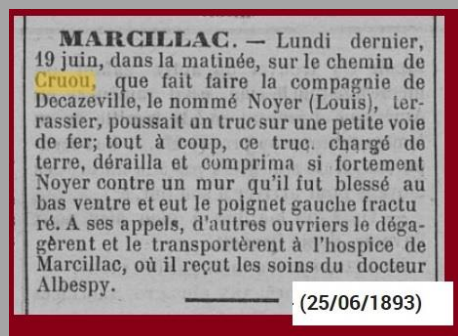 MARCILLAC. — Lundi dernier,
19 juin, dans la matinée, sur le chemin de
Cruou, que fait faire la compagnie de
Decazeville, le nommé Noyer (Louis), ter-
rassier, poussait un truc sur une petite voie
de fer; tout à coup, ce truc, chargé de
terre, dérailla et comprima si fortement
Noyer contre un mur qu'il fut blessé au
bas ventre et eut le poignet gauche fractu
ré. A ses appels, d'autres ouvriers le déga-
gèrent et le transportèrent à l'hospice de
Marcillac, où il reçut les soins du docteur
Albespy.
(25/06/1893)